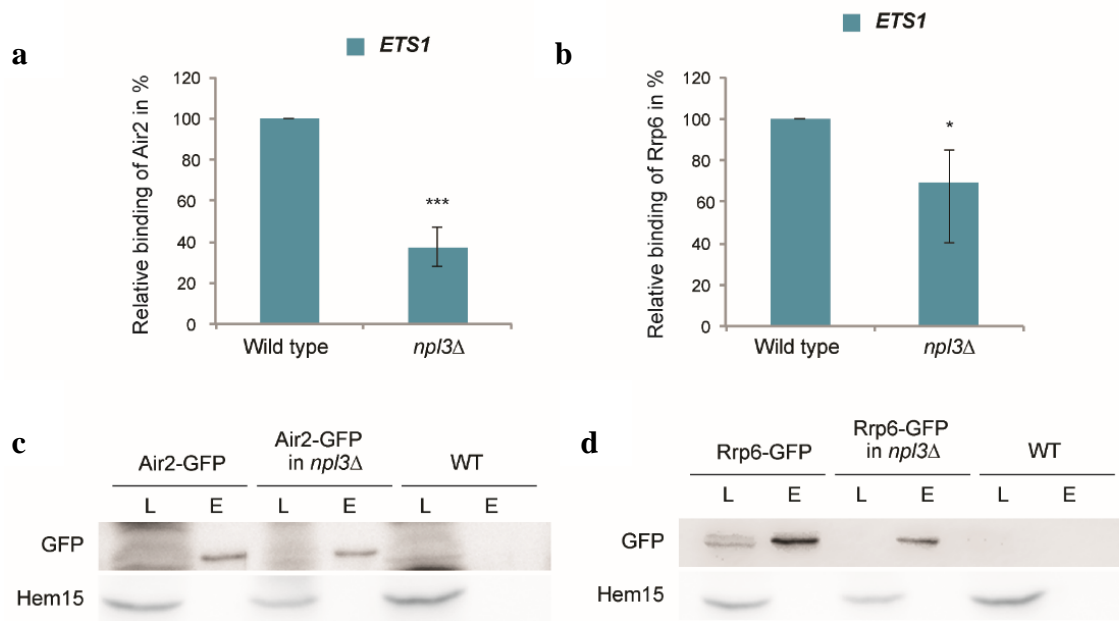 a
ETS1
Relative binding of Air2 in %
120
100
80
60
40
20
0
***
Wild type npl3Δ
b
ETS1
Relative binding of Rrp6 in %
120
100
80
60
40
20
0
*
Wild type npl3Δ
c
Air2-GFP
Air2-GFP
in npl3Δ
WT
L E L E L E
GFP
Hem15
d
Rrp6-GFP
Rrp6-GFP
in npl3Δ
WT
L E L E L E
GFP
Hem15